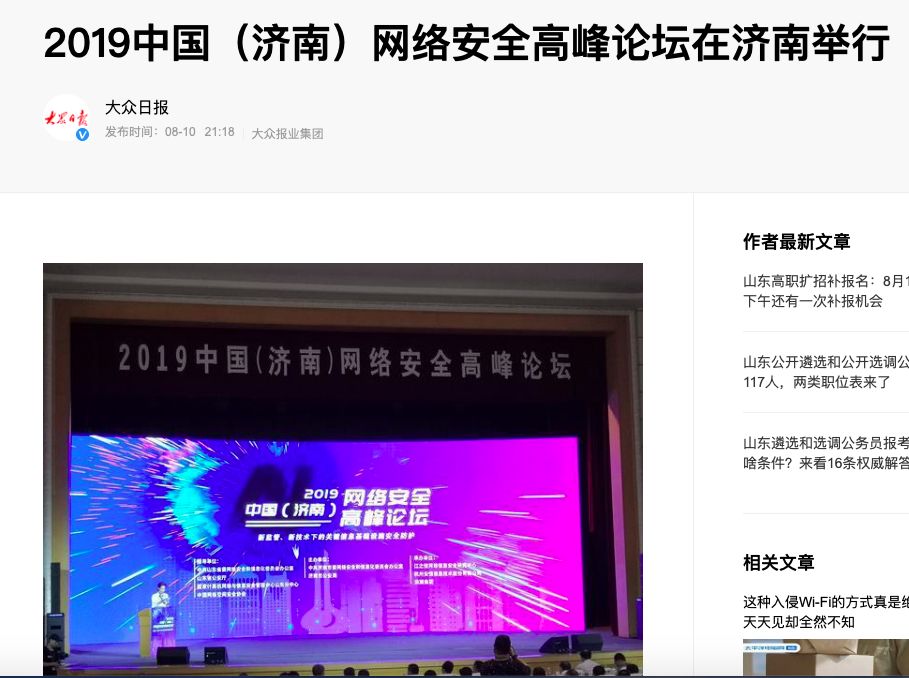 2019中国（济南）网络安全高峰论坛在济南举行
大众日报
大众日报
发布时间：08-10 21:18
大众报业集团
2019中国(济南)网络安全高峰论坛
2019
中国（济南）
网络安全
高峰论坛
新监管、新技术下的关键信息基础设施安全防护
作者最新文章
山东高职扩招补报名：8月1
下午还有一次补报机会
山东公开遴选和公开选调公
117人，两类职位表来了
山东遴选和选调公务员报考
啥条件？来看16条权威解答
相关文章
这种入侵Wi-Fi的方式真是绝
天天见却全然不知